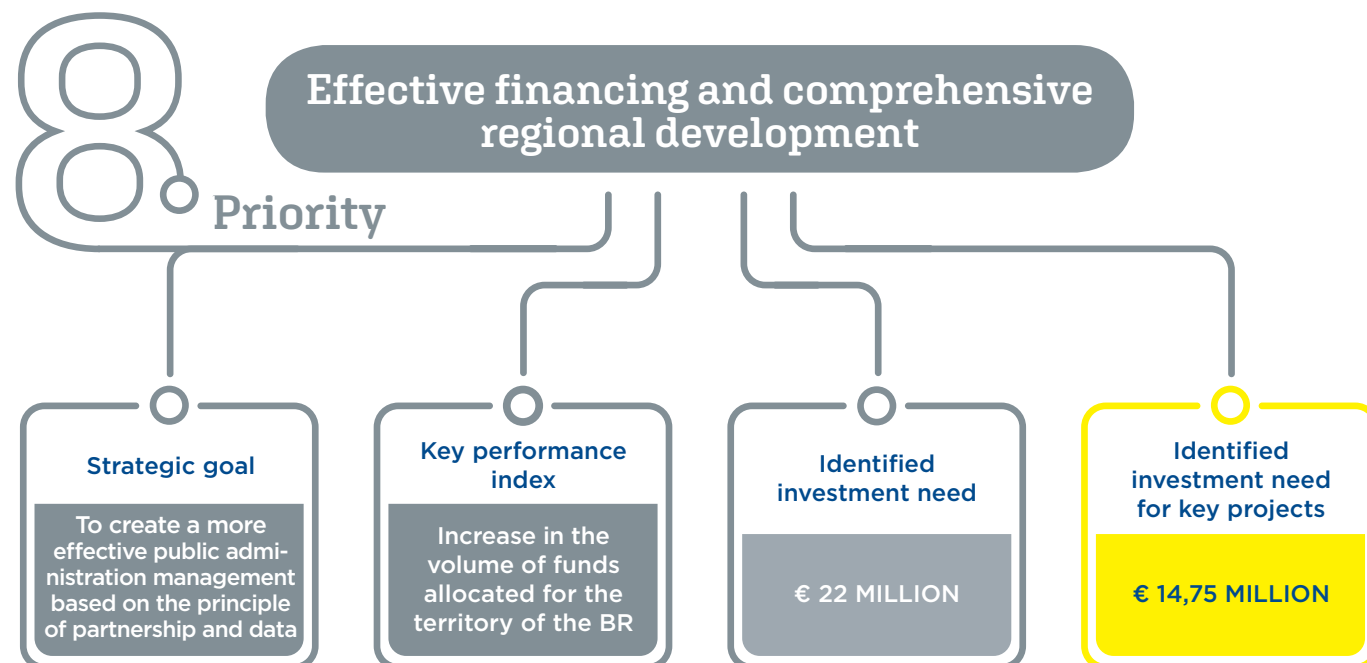 8.
Effective financing and comprehensive
regional development
Priority
Strategic goal
To create a more
effective public admi-
nistration management
based on the principle
of partnership and data
Key performance
index
Increase in the
volume of funds
allocated for the
territory of the BR
Identified
investment need
€ 22 MILLION
Identified
investment need
for key projects
€ 14,75 MILLION